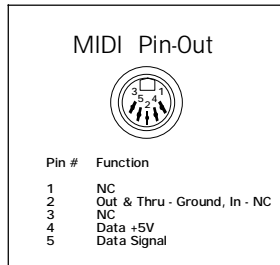 MIDI Pin-Out
3 1
5 4
2
Pin # Function
1 NC
2 Out & Thru - Ground, In - NC
3 NC
4 Data +5V
5 Data Signal